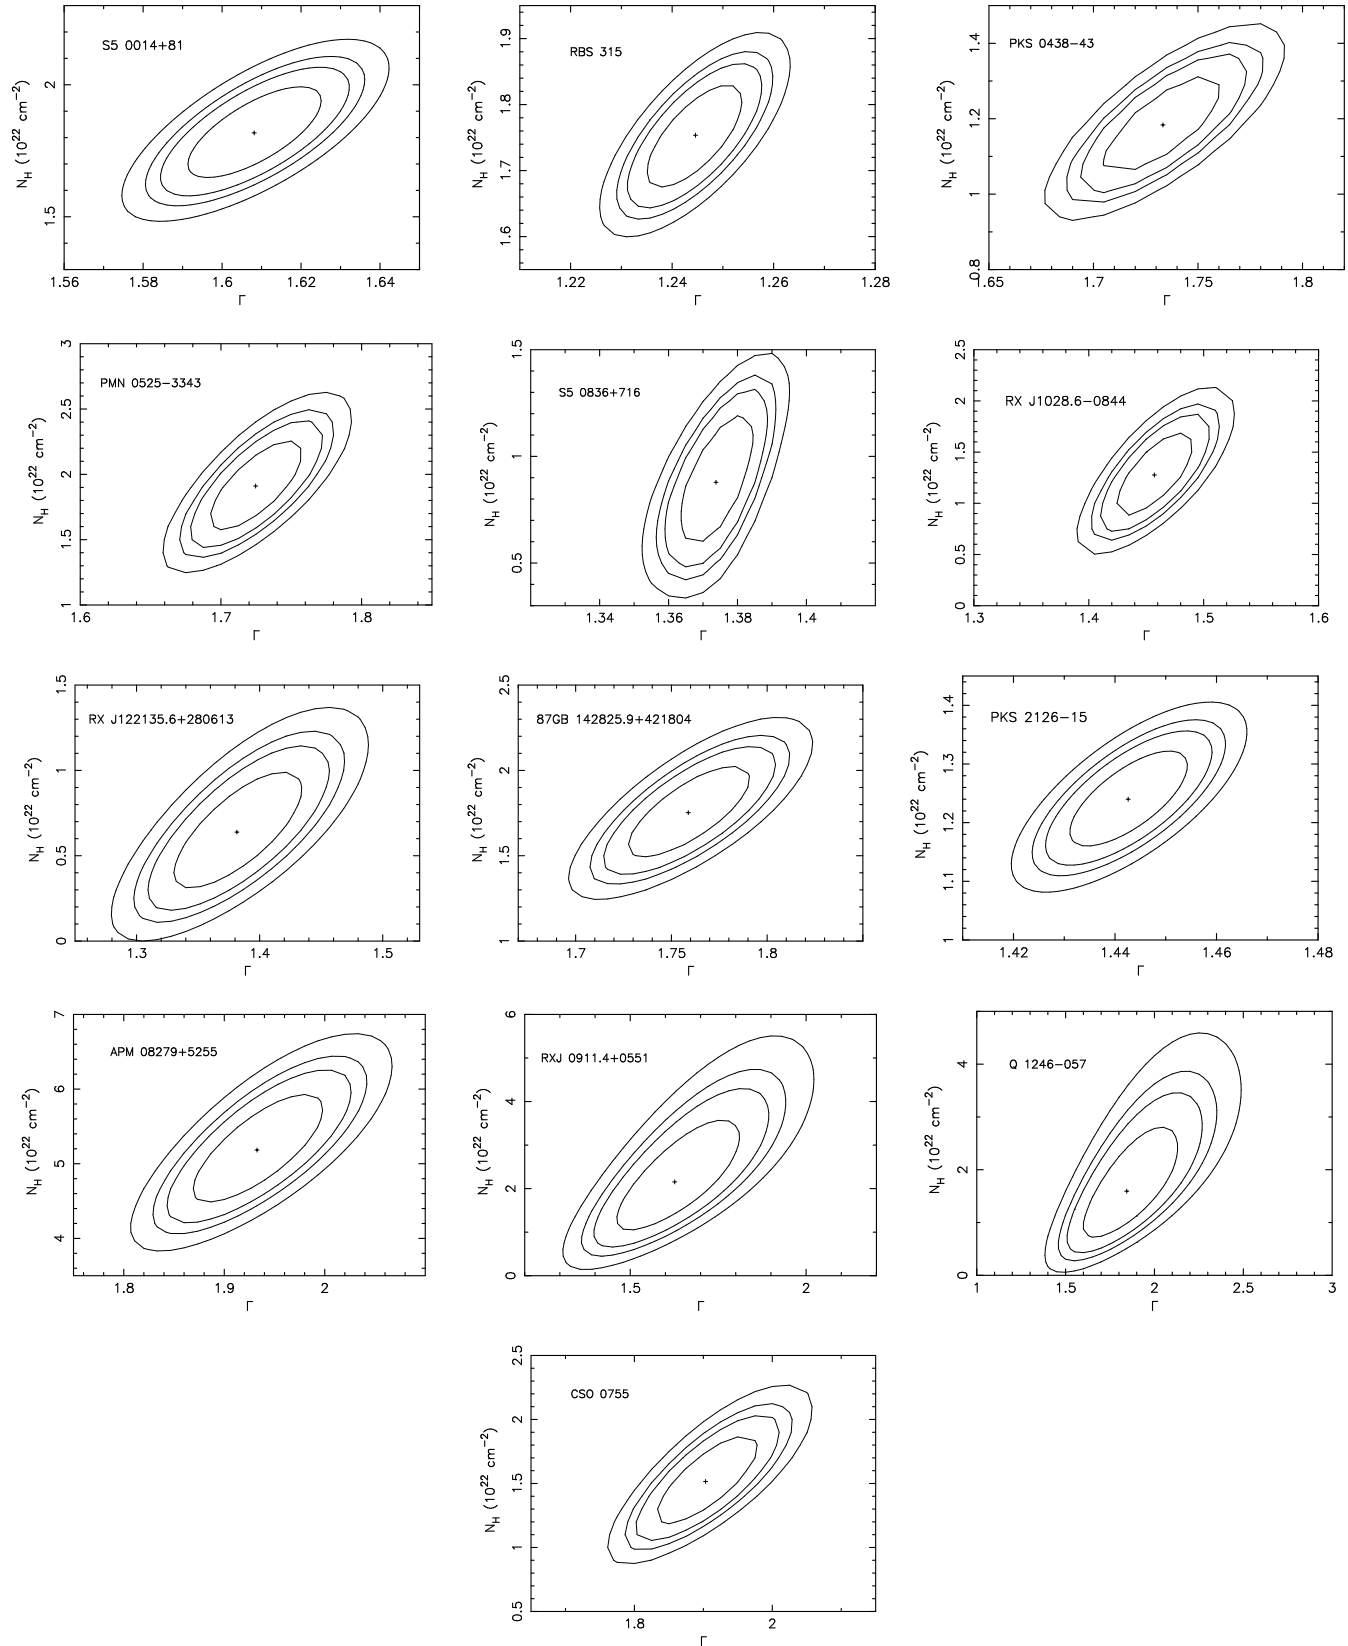 S5 0014+81
N_H (10^22 cm^−2)
2
1.5
1.56 1.58 1.6 1.62 1.64
Γ
RBS 315
N_H (10^22 cm^−2)
1.9
1.8
1.7
1.6
1.22 1.24 1.26 1.28
Γ
PKS 0438−43
N_H (10^22 cm^−2)
1.4
1.2
1
0.8
1.65 1.7 1.75 1.8
Γ
PMN 0525−3343
N_H (10^22 cm^−2)
3
2.5
2
1.5
1
1.6 1.7 1.8
Γ
S5 0836+716
N_H (10^22 cm^−2)
1.5
1
0.5
1.34 1.36 1.38 1.4
Γ
RX J1028.6−0844
N_H (10^22 cm^−2)
2.5
2
1.5
1
0.5
0
1.3 1.4 1.5 1.6
Γ
RX J122135.6+280613
N_H (10^22 cm^−2)
1.5
1
0.5
0
1.3 1.4 1.5
Γ
87GB 142825.9+421804
N_H (10^22 cm^−2)
2.5
2
1.5
1
1.7 1.75 1.8
Γ
PKS 2126−15
N_H (10^22 cm^−2)
1.4
1.3
1.2
1.1
1
1.42 1.44 1.46 1.48
Γ
APM 08279+5255
N_H (10^22 cm^−2)
7
6
5
4
1.8 1.9 2
Γ
RXJ 0911.4+0551
N_H (10^22 cm^−2)
6
4
2
0
1.5 2
Γ
Q 1246−057
N_H (10^22 cm^−2)
4
2
0
1 1.5 2 2.5 3
Γ
CSO 0755
N_H (10^22 cm^−2)
2.5
2
1.5
1
0.5
1.8 2
Γ